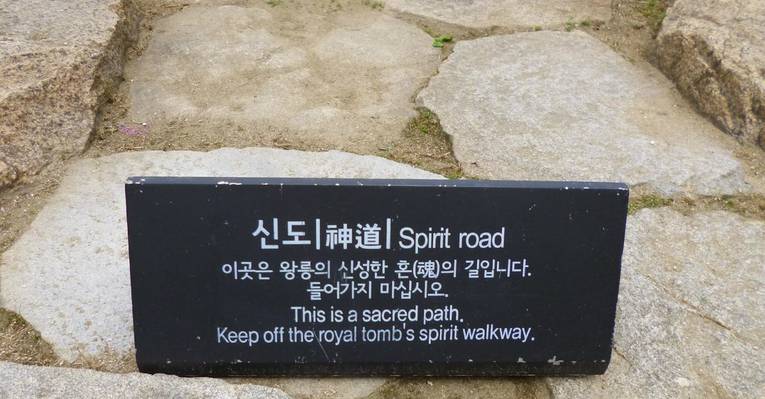 신도|神道| Spirit road
이곳은 왕릉의 신성한 혼(魂)의 길입니다.
들어가지 마십시오.
This is a sacred path.
Keep off the royal tomb's spirit walkway.